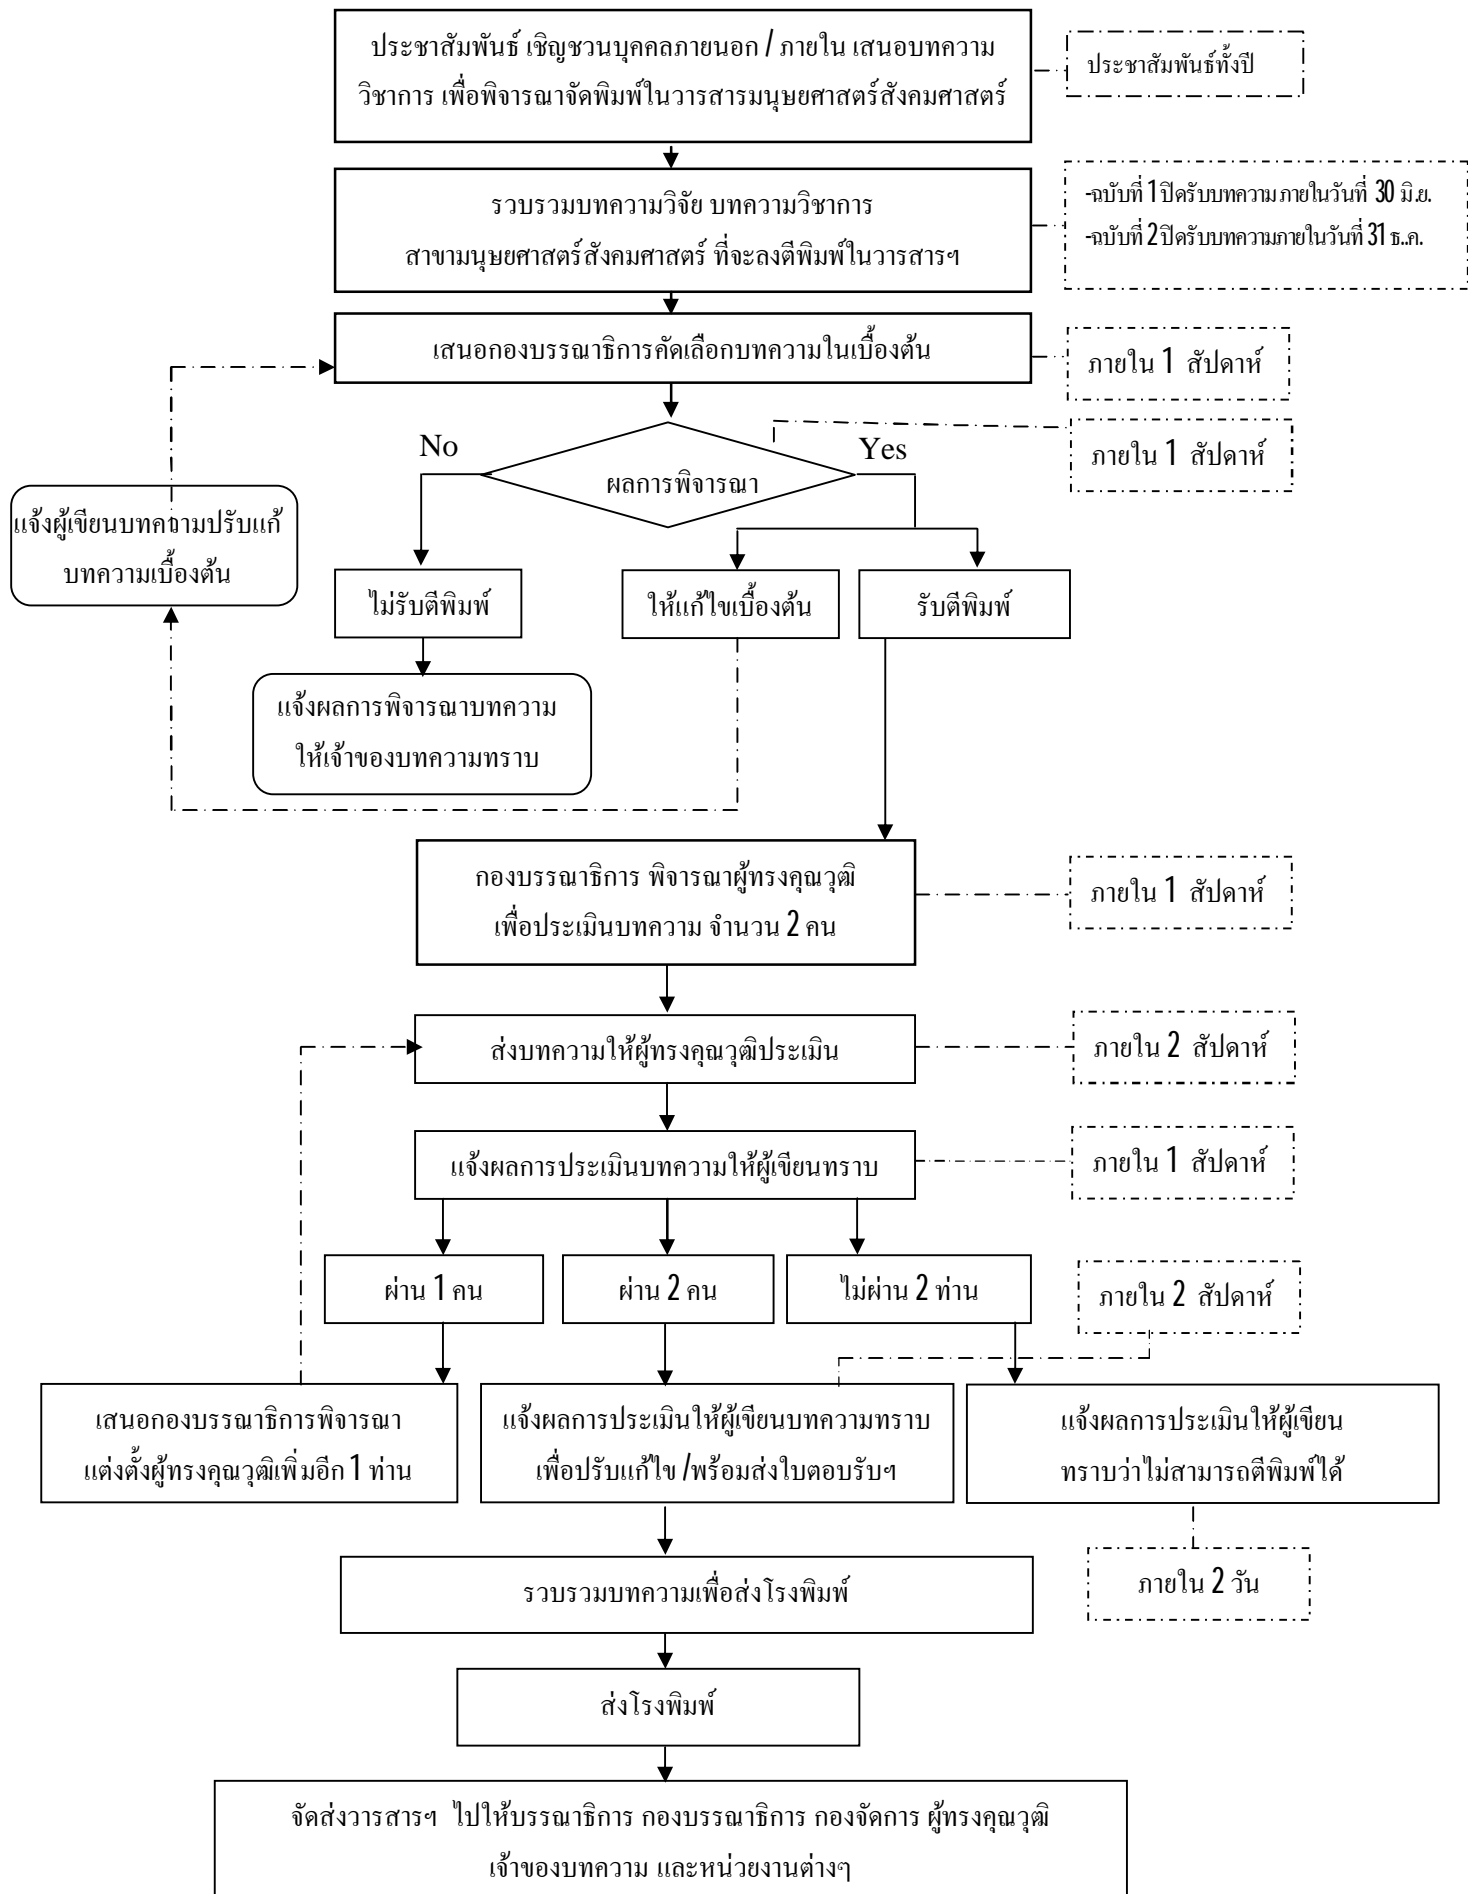 ประชาสัมพันธ์ เชิญชวนบุคคลภายนอก / ภายใน เสนอบทความ
วิชาการ เพื่อพิจารณาจัดพิมพ์ในวารสารมนุษยศาสตร์สังคมศาสตร์
ประชาสัมพันธ์ทั้งปี
รวบรวมบทความวิจัย บทความวิชาการ
สาขามนุษยศาสตร์สังคมศาสตร์ ที่จะลงตีพิมพ์ในวารสารฯ
-ฉบับที่ 1 ปิดรับบทความ ภายในวันที่ 30 มิ.ย.
-ฉบับที่ 2 ปิดรับบทความภายในวันที่ 31 ธ..ค.
เสนอกองบรรณาธิการคัดเลือกบทความในเบื้องต้น
ภายใน 1 สัปดาห์
No
Yes
ภายใน 1 สัปดาห์
ผลการพิจารณา
แจ้งผู้เขียนบทความปรับแก้
บทความเบื้องต้น
ไม่รับตีพิมพ์
ให้แก้ไขเบื้องต้น
รับตีพิมพ์
แจ้งผลการพิจารณาบทความ
ให้เจ้าของบทความทราบ
กองบรรณาธิการ พิจารณาผู้ทรงคุณวุฒิ
เพื่อประเมินบทความ จำนวน 2 คน
ภายใน 1 สัปดาห์
ส่งบทความให้ผู้ทรงคุณวุฒิประเมิน
ภายใน 2 สัปดาห์
แจ้งผลการประเมินบทความให้ผู้เขียนทราบ
ภายใน 1 สัปดาห์
ผ่าน 1 คน
ผ่าน 2 คน
ไม่ผ่าน 2 ท่าน
ภายใน 2 สัปดาห์
เสนอกองบรรณาธิการพิจารณา
แต่งตั้งผู้ทรงคุณวุฒิเพิ่มอีก 1 ท่าน
แจ้งผลการประเมินให้ผู้เขียนบทความทราบ
เพื่อปรับแก้ไข /พร้อมส่งใบตอบรับฯ
แจ้งผลการประเมินให้ผู้เขียน
ทราบว่าไม่สามารถตีพิมพ์ได้
รวบรวมบทความเพื่อส่งโรงพิมพ์
ภายใน 2 วัน
ส่งโรงพิมพ์
จัดส่งวารสารฯ ไปให้บรรณาธิการ กองบรรณาธิการ กองจัดการ ผู้ทรงคุณวุฒิ
เจ้าของบทความ และหน่วยงานต่างๆ